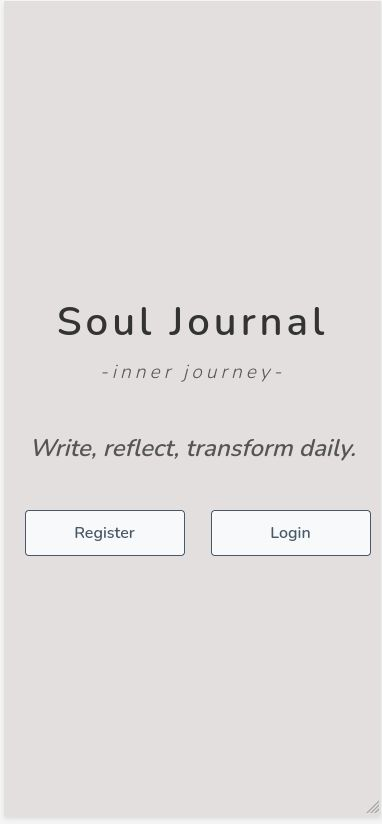 Soul Journal
-inner journey-
Write, reflect, transform daily.
Register
Login